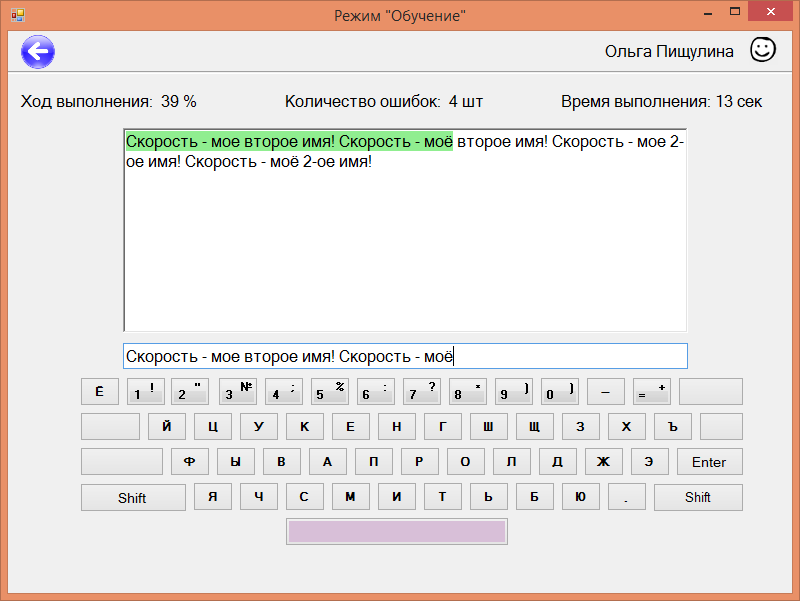 Режим "Обучение"
Ольга Пищулина
Ход выполнения: 39 % Количество ошибок: 4 шт Время выполнения: 13 сек
Скорость - мое второе имя! Скорость - моё второе имя! Скорость - мое 2-
ое имя! Скорость - моё 2-ое имя!
Скорость - мое второе имя! Скорость - моё
Ё 1 ! 2 " 3 № 4 ; 5 % 6 : 7 ? 8 * 9 ) 0 ) – = +
Й Ц У К Е Н Г Ш Щ З Х Ъ
Ф Ы В А П Р О Л Д Ж Э Enter
Shift Я Ч С М И Т Ь Б Ю . Shift